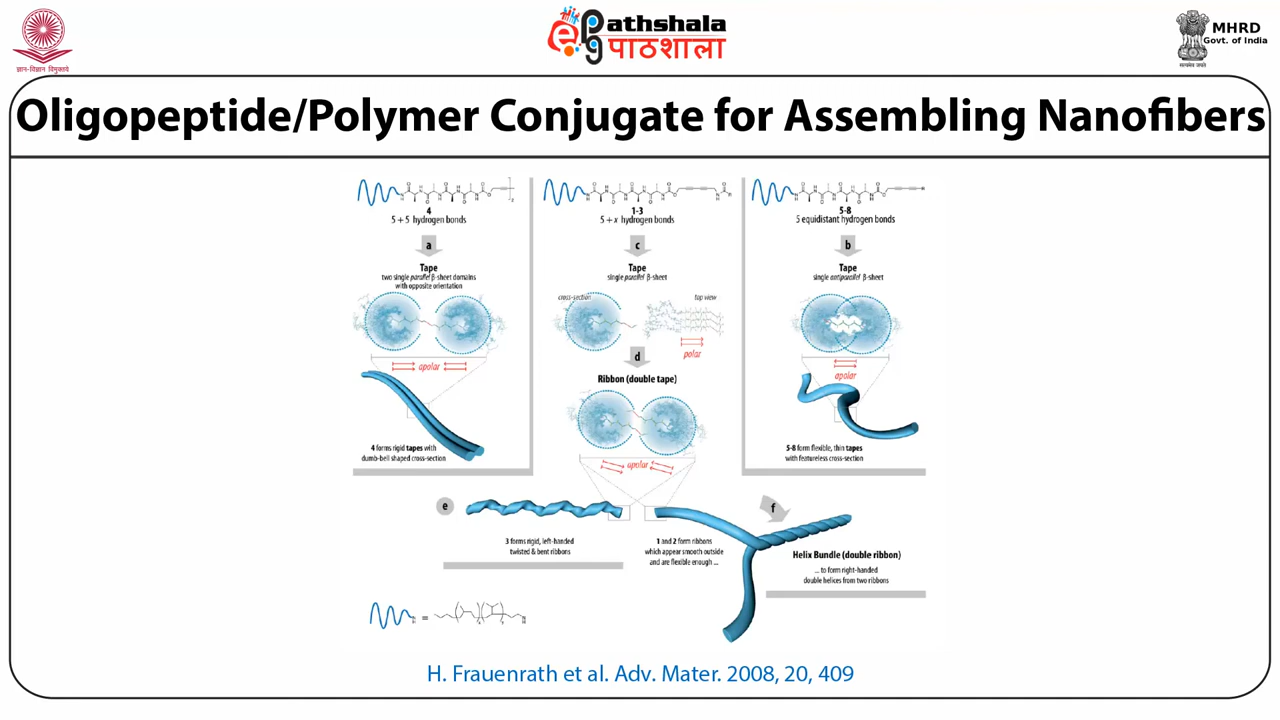 ज्ञान-विज्ञान विमुक्तये
ePathshala
पाठशाला
MHRD
Govt. of India
सत्यमेव जयते
Oligopeptide/Polymer Conjugate for Assembling Nanofibers
4
5 + 5 hydrogen bonds
a
Tape
two single parallel β-sheet domains
with opposite orientation
apolar
4 forms rigid tapes with
dumb-bell shaped cross-section
1-3
5 + x hydrogen bonds
c
Tape
single parallel β-sheet
cross-section
top view
polar
d
Ribbon (double tape)
apolar
5-8
5 equidistant hydrogen bonds
b
Tape
single antiparallel β-sheet
apolar
5-8 form flexible, thin tapes
with featureless cross-section
e
3 forms rigid, left-handed
twisted & bent ribbons
1 and 2 form ribbons
which appear smooth outside
and are flexible enough ...
f
Helix Bundle (double ribbon)
... to form right-handed
double helices from two ribbons
=
H. Frauenrath et al. Adv. Mater. 2008, 20, 409